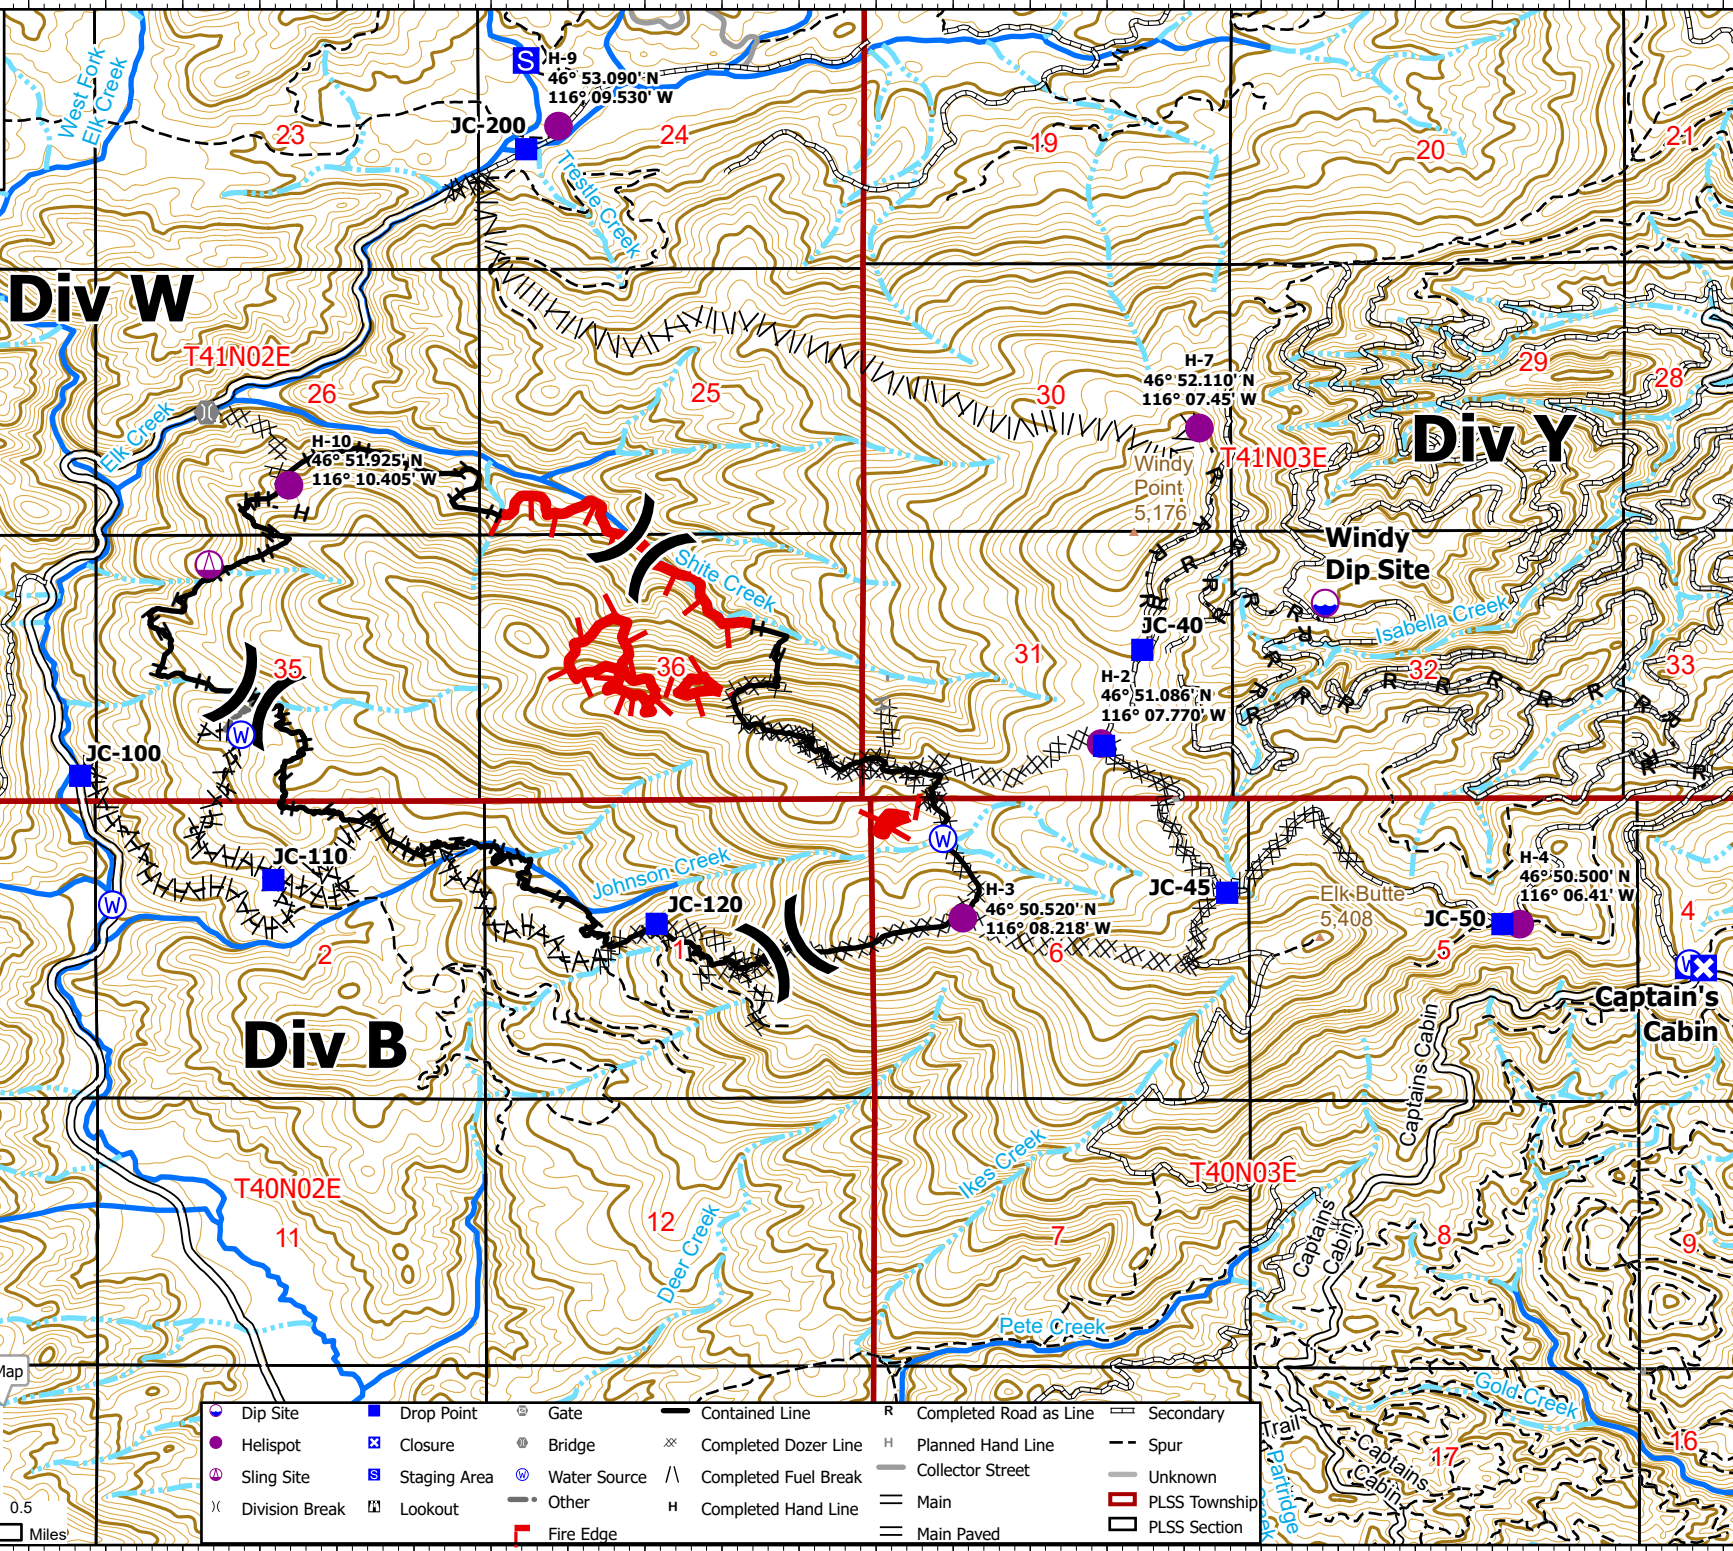 West Fork
Elk Creek
S
H-9
46° 53.090' N
116° 09.530' W
JC-200
23
24
19
20
21
Trestle Creek
Div W
T41N02E
26
25
30
29
28
H-7
46° 52.110' N
116° 07.45' W
Div Y
T41N03E
Elk Creek
H-10
46° 51.925' N
116° 10.405' W
Windy
Point
5,176
Windy
Dip Site
Shite Creek
Isabella Creek
JC-40
35
36
31
32
33
H-2
46° 51.086' N
116° 07.770' W
W
JC-100
W
JC-110
Johnson Creek
H-3
46° 50.520' N
116° 08.218' W
JC-45
Elk Butte
5,408
H-4
46° 50.500' N
116° 06.41' W
JC-50
W
JC-120
2
1
6
5
4
W
Captain's
Cabin
Div B
Captains Cabin
Ikes Creek
T40N03E
T40N02E
11
12
7
8
9
Deer Creek
Captains
Cabin
Pete Creek
Map
Gold Creek
Trail
Captains
Cabin
17
16
Partridge
Creek
0.5
Miles
Dip Site
Helispot
Sling Site
Division Break
Drop Point
Closure
Staging Area
Lookout
Gate
Bridge
Water Source
Other
Fire Edge
Contained Line
Completed Dozer Line
Completed Fuel Break
Completed Hand Line
Completed Road as Line
Planned Hand Line
Collector Street
Main
Main Paved
Secondary
Spur
Unknown
PLSS Township
PLSS Section